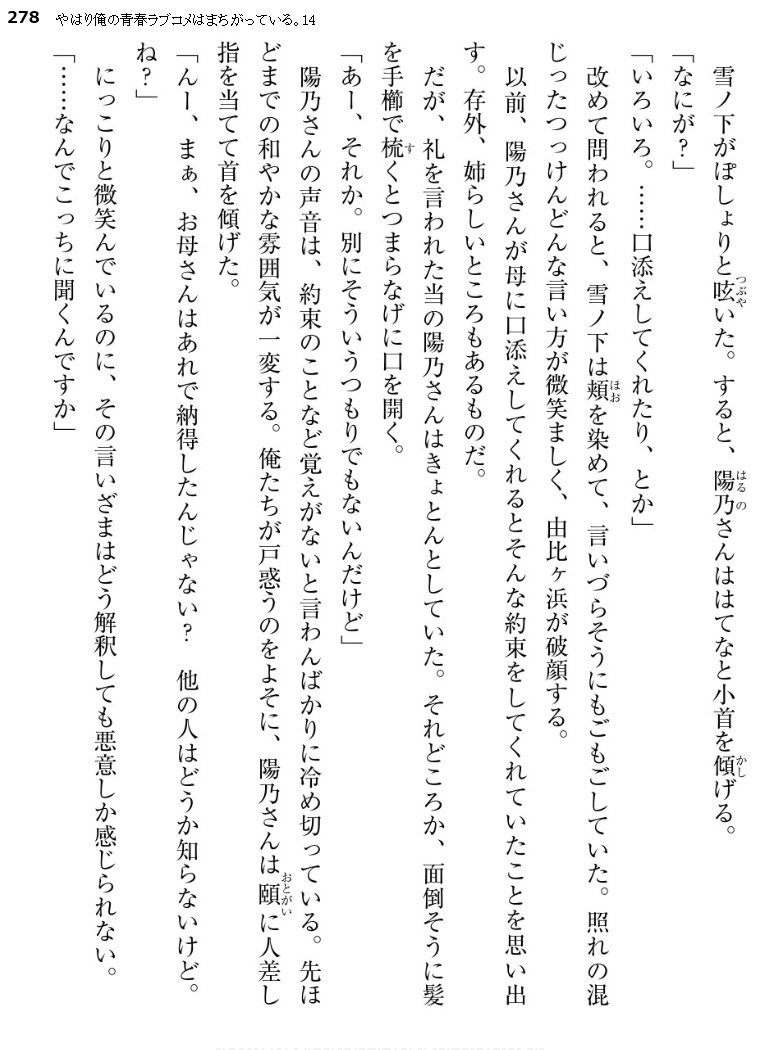 278 やはり俺の青春ラブコメはまちがっている。14
雪ノ下がぽしょりと呟いた。すると、陽乃さんははてなと小首を傾げる。
「なにが？」
「いろいろ。……口添えしてくれたり、とか」
改めて問われると、雪ノ下は頬を染めて、言いづらそうにもごもごしていた。照れの混
じったつっけんどんな言い方が微笑ましく、由比ヶ浜が破顔する。
以前、陽乃さんが母に口添えしてくれるとそんな約束をしてくれていたことを思い出
す。存外、姉らしいところもあるものだ。
だが、礼を言われた当の陽乃さんはきょとんとしていた。それどころか、面倒そうに髪
を手櫛で梳くとつまらなげに口を開く。
「あー、それか。別にそういうつもりでもないんだけど」
陽乃さんの声音は、約束のことなど覚えがないと言わんばかりに冷め切っている。先ほ
どまでの和やかな雰囲気が一変する。俺たちが戸惑うのをよそに、陽乃さんは頤に人差し
指を当てて首を傾げた。
「んー、まぁ、お母さんはあれで納得したんじゃない？　他の人はどうか知らないけど。
ね？」
にっこりと微笑んでいるのに、その言いざまはどう解釈しても悪意しか感じられない。
「……なんでこっちに聞くんですか」